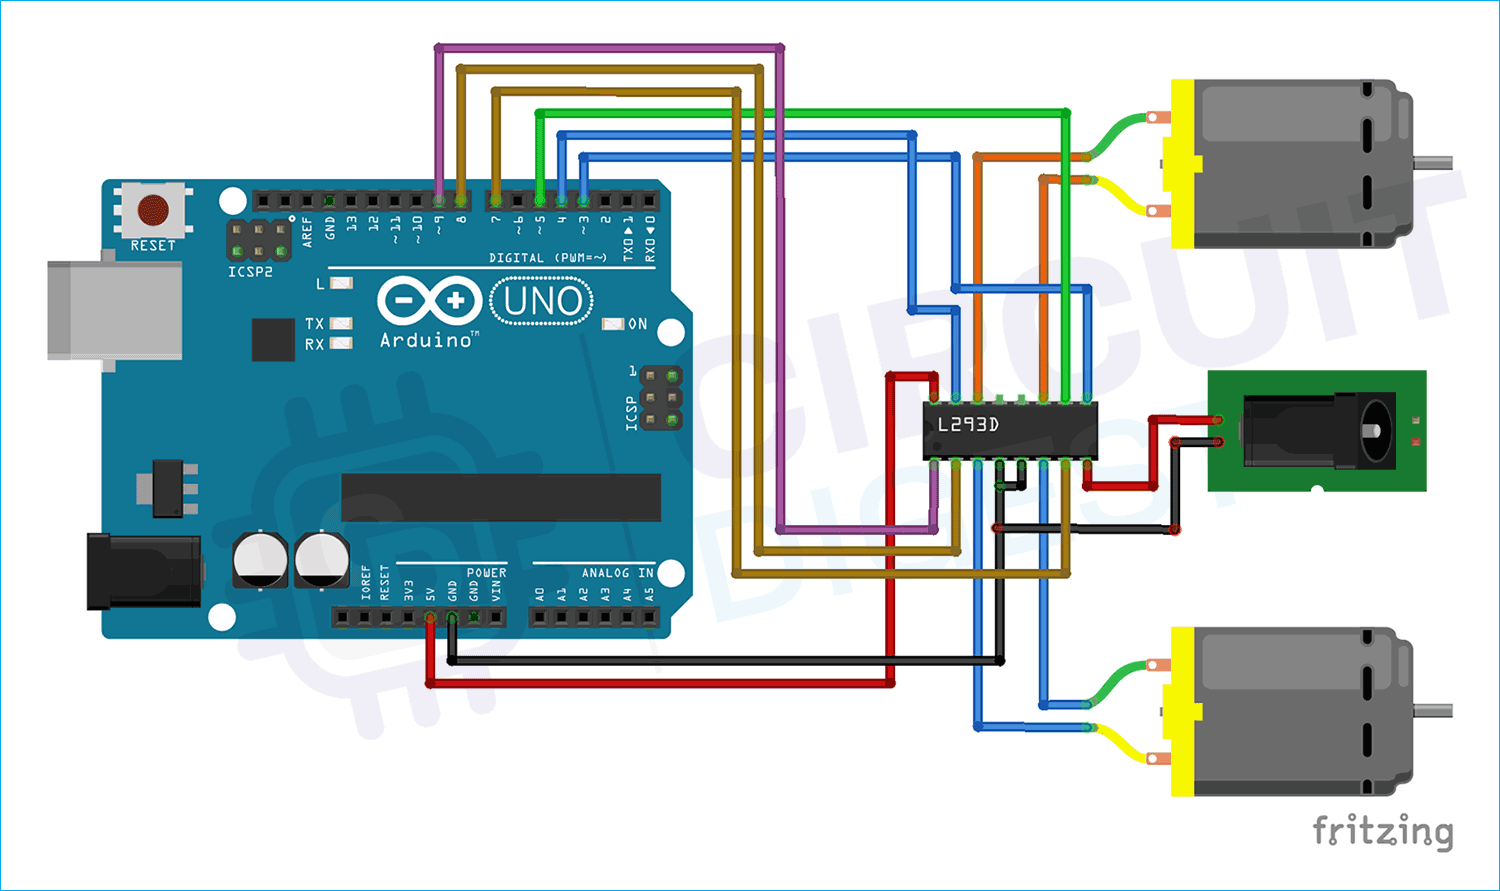 RESET
ICSP2
AREF
GND
13
12
~11
~10
~9
8
7
~6
~5
4
~3
2
TX0▶1
RX0◀0
DIGITAL (PWM=~)
L
TX
RX
UNO
Arduino™
ON
1
ICSP
L293D
CIRCUIT
DIGEST
IOREF
RESET
3V3
5V
GND
GND
VIN
POWER
ANALOG IN
A0
A1
A2
A3
A4
A5
fritzing